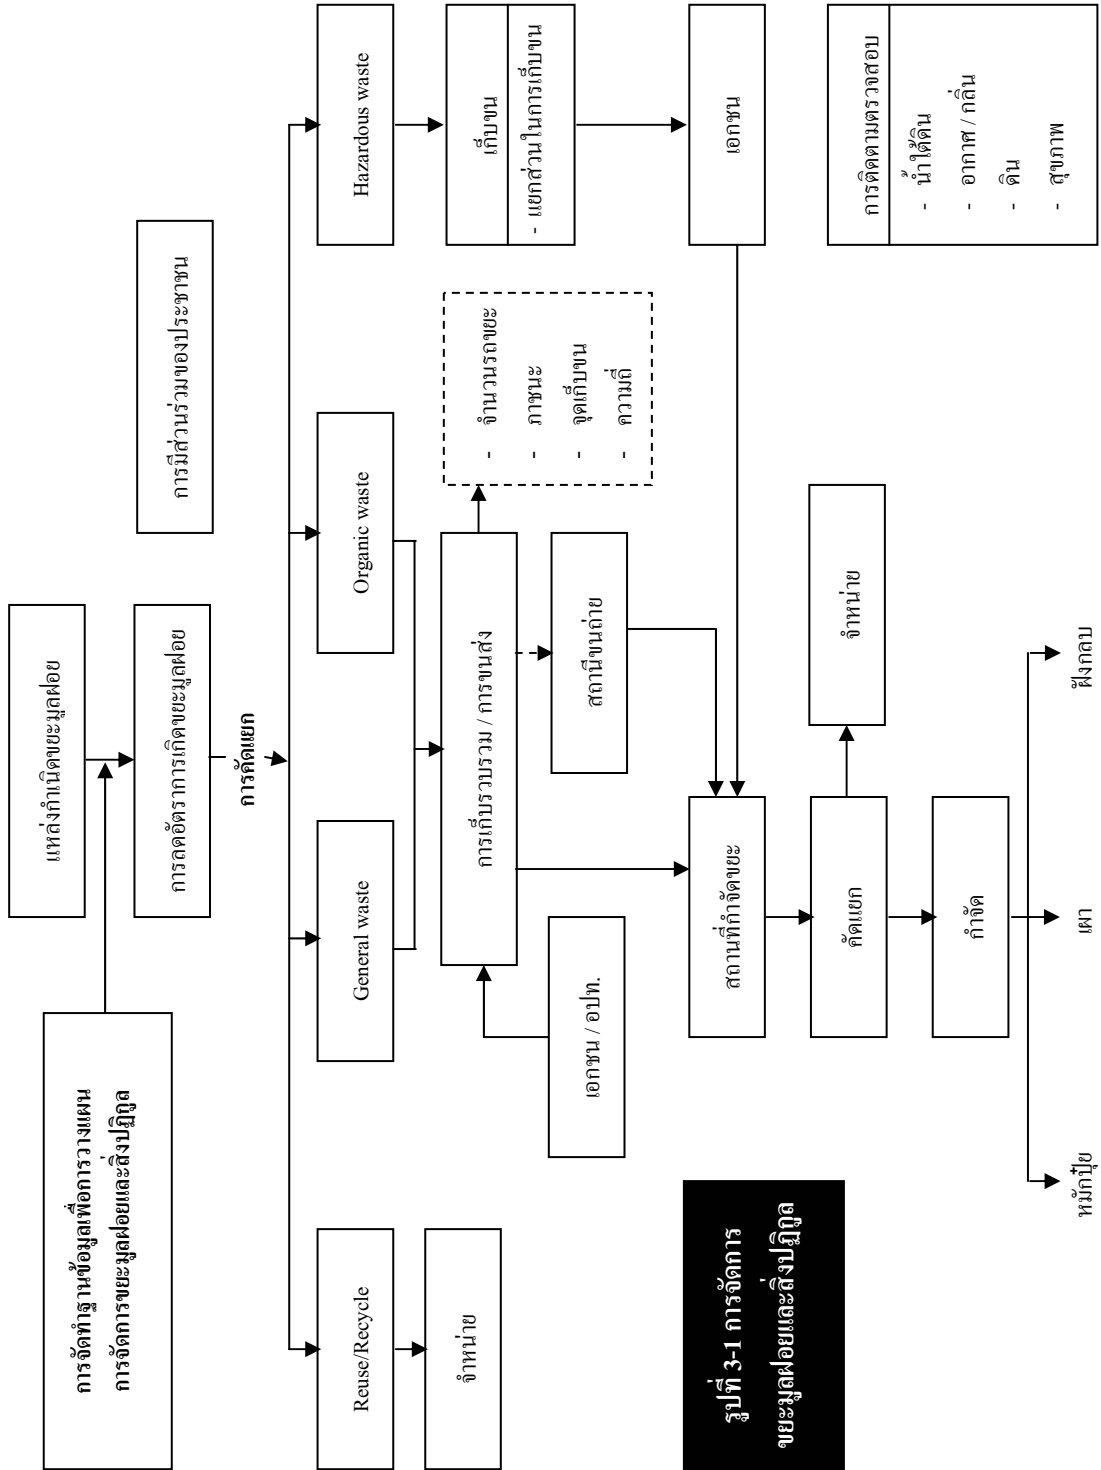 แหล่งกำเนิดขยะมูลฝอย
การจัดทำฐานข้อมูลเพื่อการวางแผน
การจัดการขยะมูลฝอยและสิ่งปฏิกูล
การลดอัตราการเกิดขยะมูลฝอย
การมีส่วนร่วมของประชาชน
การคัดแยก
Reuse/Recycle
General waste
Organic waste
Hazardous waste
จำหน่าย
การเก็บรวบรวม / การขนส่ง
- จำนวนรถขยะ
- ภาชนะ
- จุดเก็บขน
- ความถี่
เก็บขน
- แยกส่วนในการเก็บขน
เอกชน / อปท.
สถานีขนถ่าย
เอกชน
สถานที่กำจัดขยะ
คัดแยก
จำหน่าย
กำจัด
หมักปุ๋ย
เผา
ฝังกลบ
การติดตามตรวจสอบ
- น้ำใต้ดิน
- อากาศ / กลิ่น
- ดิน
- สุขภาพ
รูปที่ 3-1 การจัดการ
ขยะมูลฝอยและสิ่งปฏิกูล